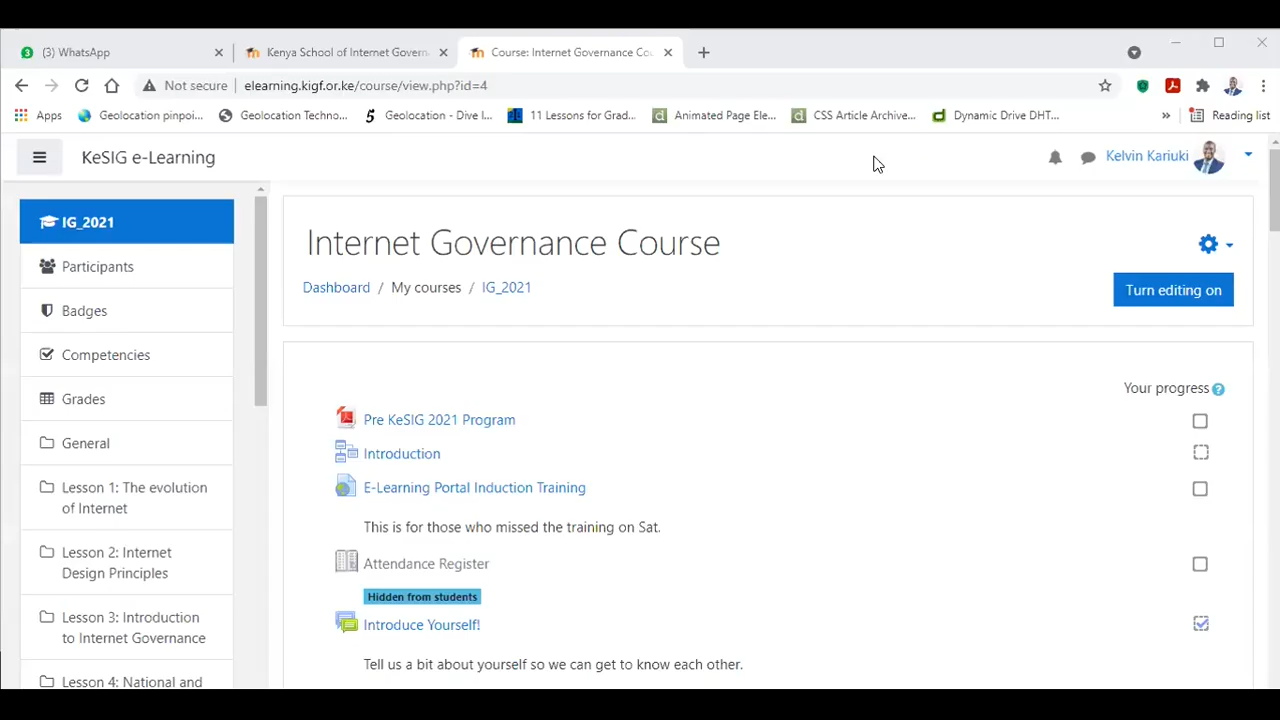 (3) WhatsApp
Kenya School of Internet Govern
Course: Internet Governance Co
Not secure
elearning.kigf.or.ke/course/view.php?id=4
Apps
Geolocation pinpoi...
Geolocation Techno...
Geolocation - Dive I...
11 Lessons for Grad...
Animated Page Ele...
CSS Article Archive...
Dynamic Drive DHT...
»
Reading list
KeSIG e-Learning
Kelvin Kariuki
IG_2021
Participants
Badges
Competencies
Grades
General
Lesson 1: The evolution
of Internet
Lesson 2: Internet
Design Principles
Lesson 3: Introduction
to Internet Governance
Lesson 4: National and
Internet Governance Course
Dashboard / My courses / IG_2021
Turn editing on
Your progress
Pre KeSIG 2021 Program
Introduction
E-Learning Portal Induction Training
This is for those who missed the training on Sat.
Attendance Register
Hidden from students
Introduce Yourself!
Tell us a bit about yourself so we can get to know each other.